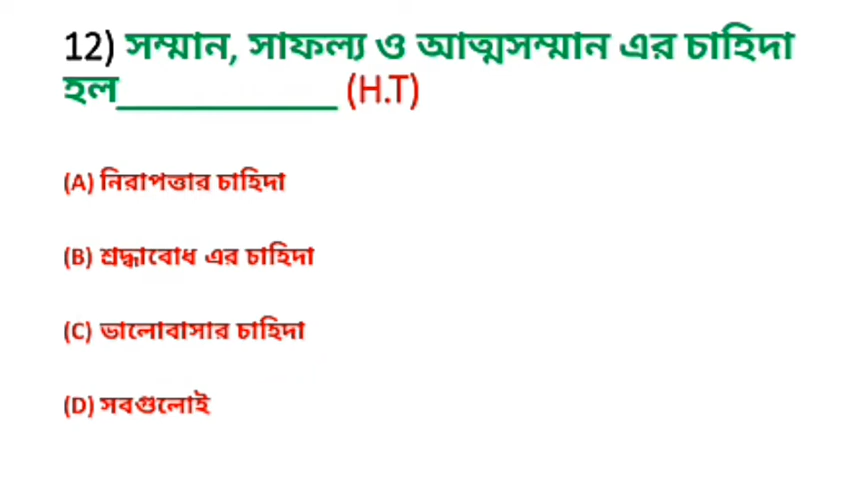 12) সম্মান, সাফল্য ও আত্মসম্মান এর চাহিদা
হল____________ (H.T)
(A) নিরাপত্তার চাহিদা
(B) শ্রদ্ধাবোধ এর চাহিদা
(C) ভালোবাসার চাহিদা
(D) সবগুলোই